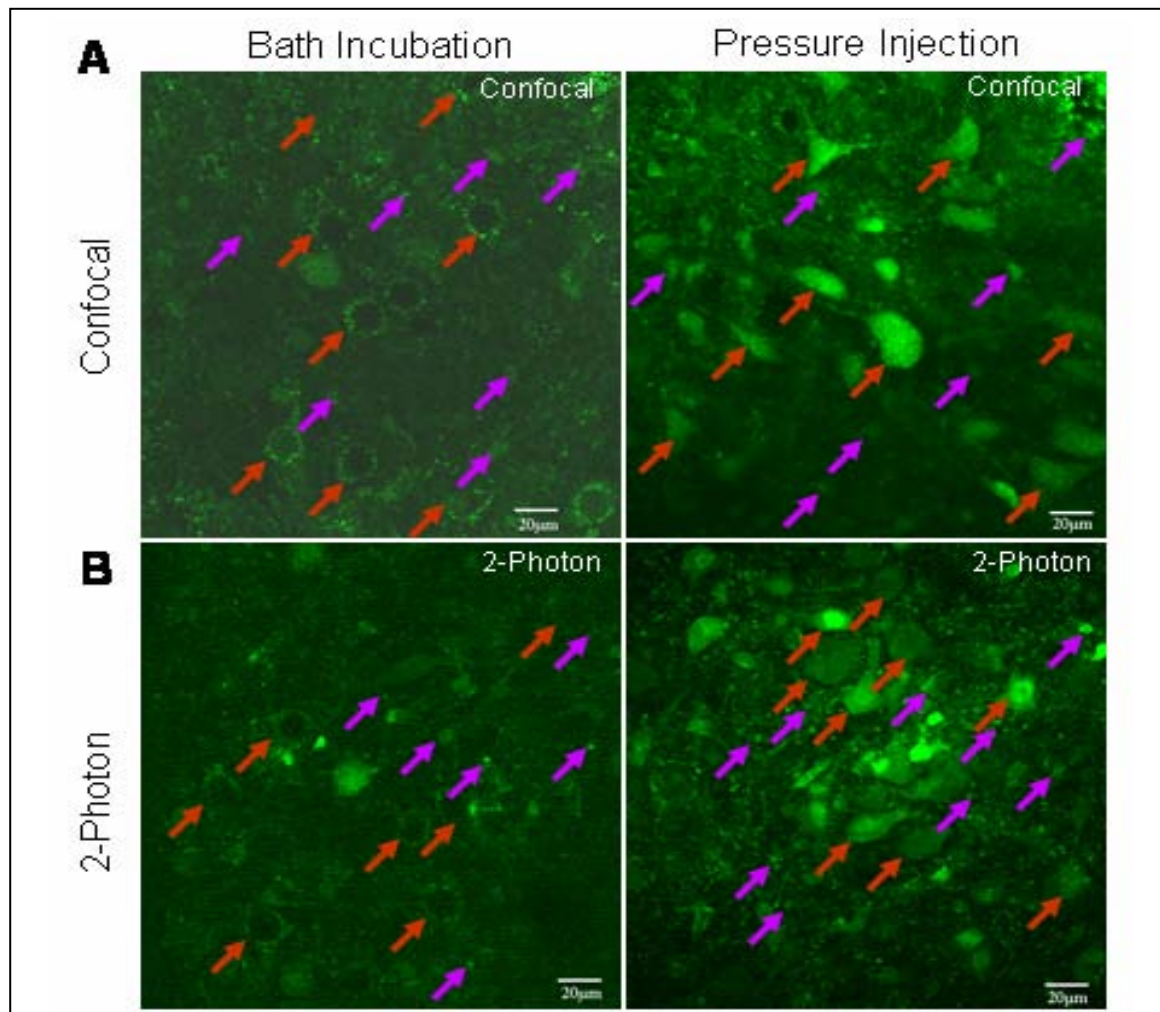 Bath Incubation
Pressure Injection
A
Confocal
Confocal
Confocal
20µm
20µm
B
2-Photon
2-Photon
2-Photon
20µm
20µm